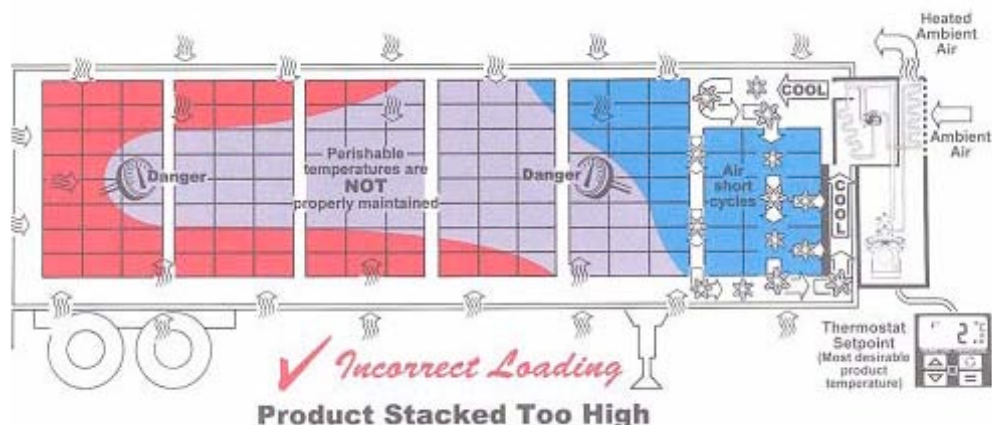 Heated
Ambient
Air
COOL
Ambient
Air
Danger
Perishable
temperatures are
NOT
properly maintained
Danger
Air
short
cycles
COOL
Thermostat
Setpoint
(Most desirable
product
temperature)
2 °C
Incorrect Loading
Product Stacked Too High